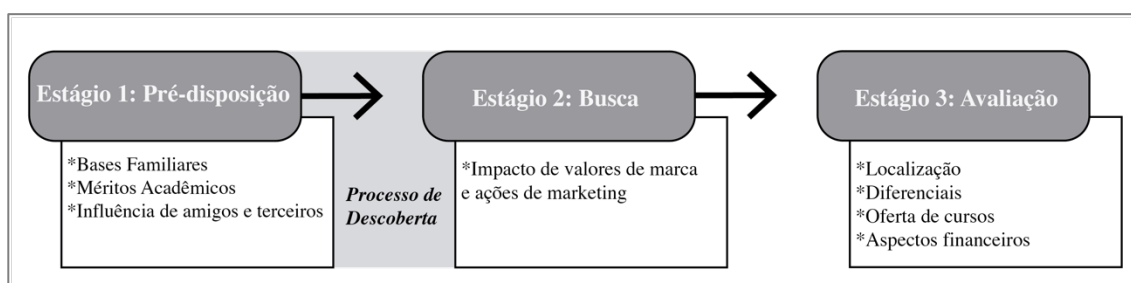 Estágio 1: Pré-disposição
*Bases Familiares
*Méritos Acadêmicos
*Influência de amigos e terceiros
Processo de
Descoberta
Estágio 2: Busca
*Impacto de valores de marca
e ações de marketing
Estágio 3: Avaliação
*Localização
*Diferenciais
*Oferta de cursos
*Aspectos financeiros